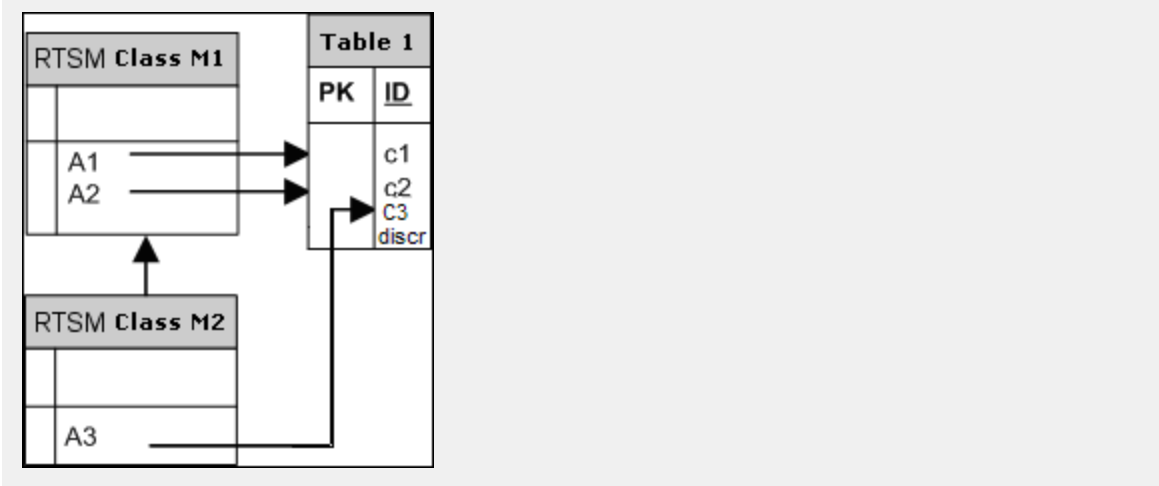 RTSM Class M1
A1
A2
Table 1
PK ID
c1
c2
C3
discr
RTSM Class M2
A3